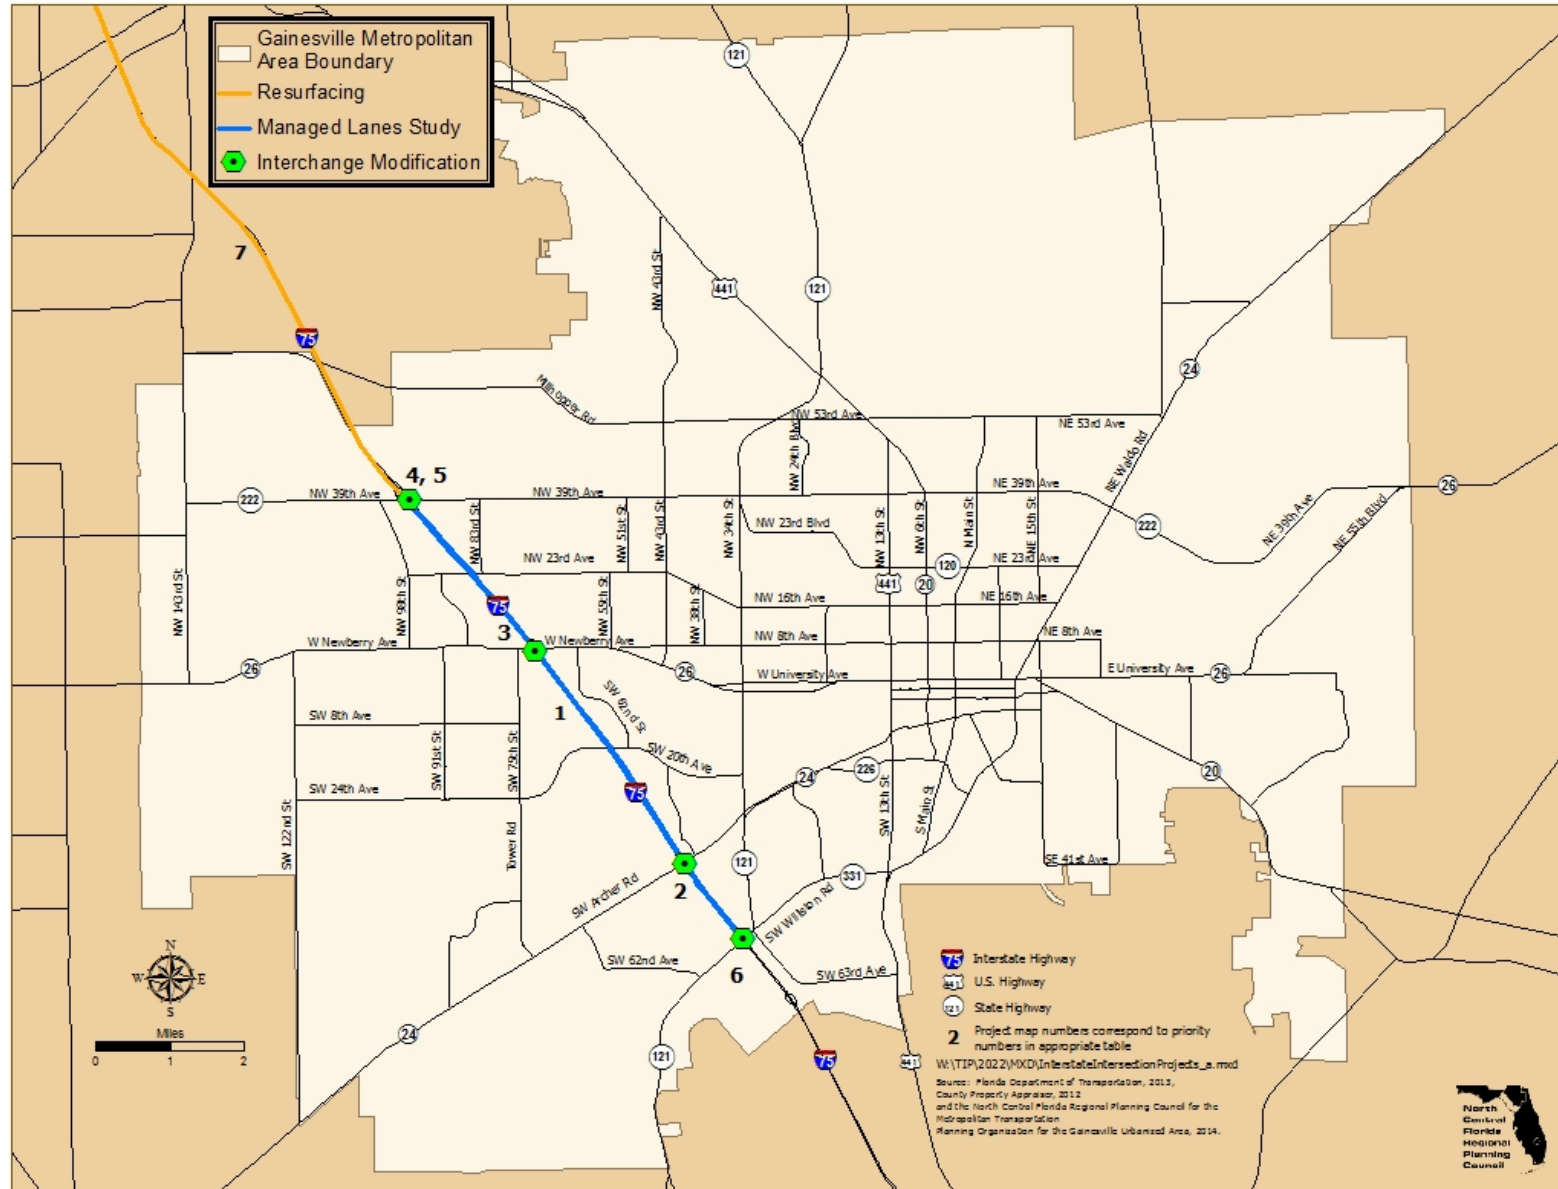 Gainesville Metropolitan
Area Boundary
Resurfacing
Managed Lanes Study
Interchange Modification
121
7
75
NW 43rd St
441
121
24
Millhopper Rd
NW 53rd Ave
NE 53rd Ave
NW 24th Blvd
NE Waldo Rd
4, 5
222
NW 39th Ave
NW 39th Ave
NE 39th Ave
26
NW 83rd St
NW 51st St
NW 43rd St
NW 34th St
NW 23rd Blvd
NW 13th St
NW 6th St
N Main St
NE 15th St
222
NE 39th Ave
NE 55th Blvd
NW 23rd Ave
120
NE 23rd Ave
441
20
NW 143rd St
NW 98th St
75
NW 55th St
NW 38th St
NW 16th Ave
NE 16th Ave
3
W Newberry Ave
W Newberry Ave
NW 8th Ave
NE 8th Ave
26
26
W University Ave
E University Ave
26
SW 62nd St
1
SW 8th Ave
SW 91st St
SW 75th St
SW 20th Ave
24
226
20
SW 24th Ave
75
SW 122nd St
Tower Rd
SW 13th St
S Main St
SE 41st Ave
121
331
2
SW Archer Rd
SW Williston Rd
SW 62nd Ave
6
SW 63rd Ave
N
W
E
S
Miles
0
1
2
24
121
75
441
75
Interstate Highway
441
U.S. Highway
121
State Highway
2
Project map numbers correspond to priority
numbers in appropriate table
W:\TIP\2022\MXD\InterstateIntersectionProjects_a.mxd
Source: Florida Department of Transportation, 2013,
County Property Appraiser, 2012
and the North Central Florida Regional Planning Council for the
Metropolitan Transportation
Planning Organization for the Gainesville Urbanized Area, 2014.
North
Central
Florida
Regional
Planning
Council